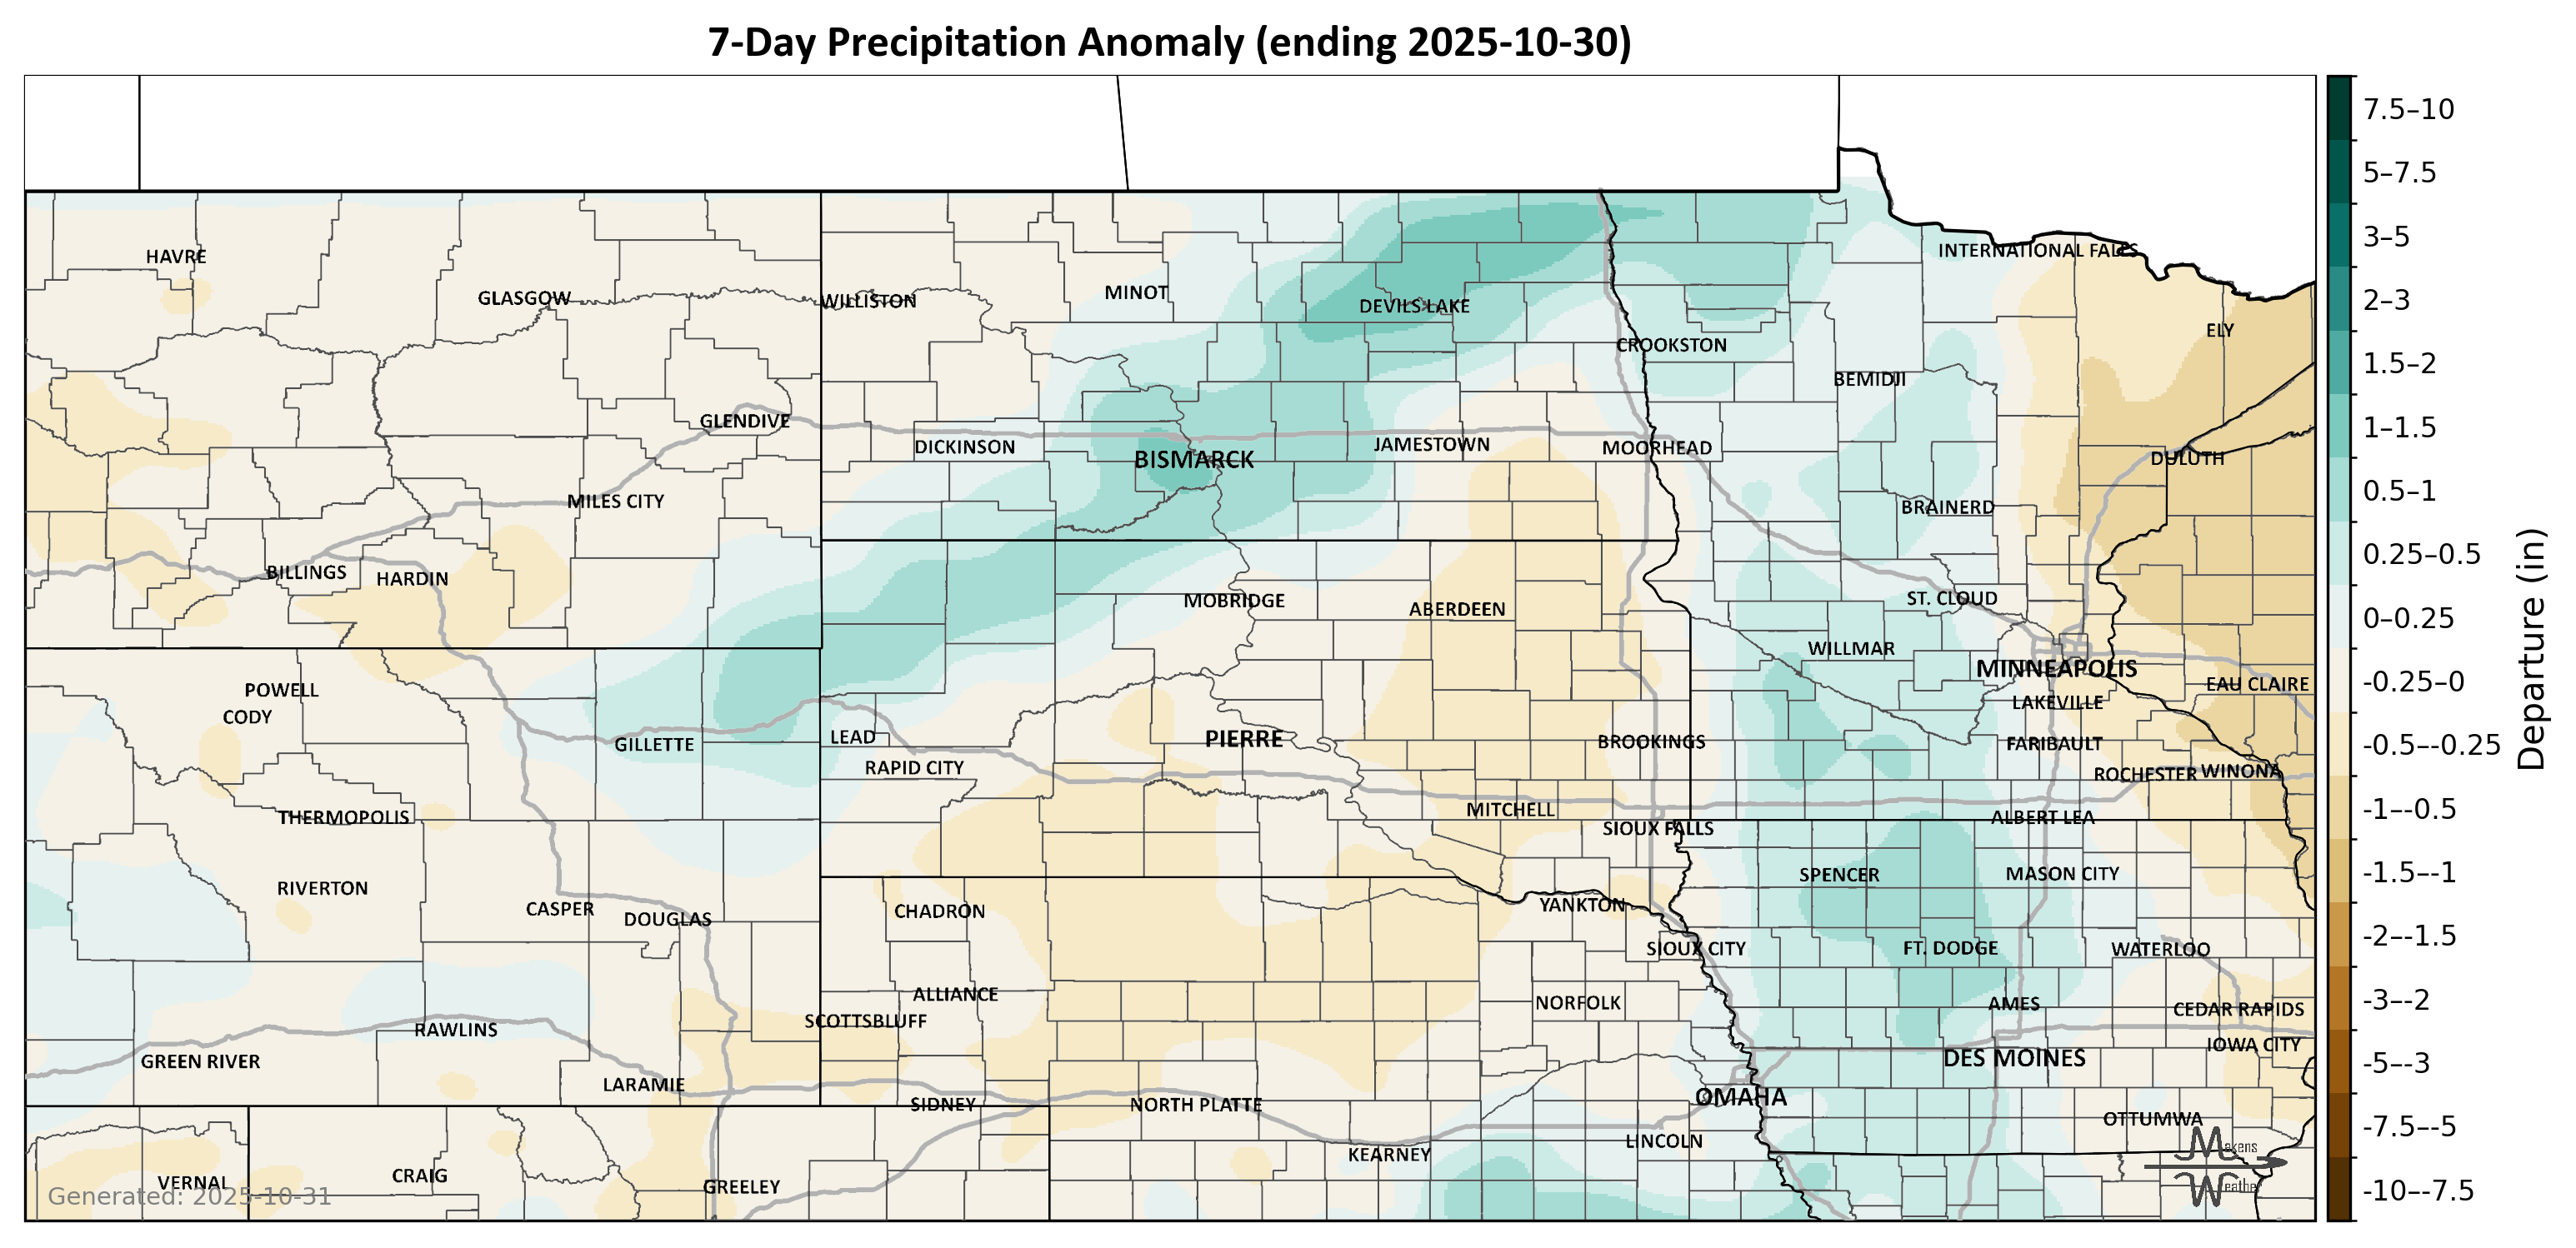 7-Day Precipitation Anomaly (ending 2025-10-30)
HAVRE
GLASGOW
WILLISTON
MINOT
DEVILS LAKE
INTERNATIONAL FALLS
ELY
CROOKSTON
BEMIDJI
GLENDIVE
DICKINSON
BISMARCK
JAMESTOWN
MOORHEAD
DULUTH
MILES CITY
BRAINERD
BILLINGS
HARDIN
MOBRIDGE
ABERDEEN
ST. CLOUD
WILLMAR
MINNEAPOLIS
EAU CLAIRE
POWELL
CODY
LAKEVILLE
GILLETTE
LEAD
PIERRE
BROOKINGS
FARIBAULT
RAPID CITY
ROCHESTER
WINONA
THERMOPOLIS
MITCHELL
SIOUX FALLS
ALBERT LEA
RIVERTON
SPENCER
MASON CITY
CASPER
DOUGLAS
CHADRON
YANKTON
SIOUX CITY
FT. DODGE
WATERLOO
ALLIANCE
NORFOLK
AMES
CEDAR RAPIDS
SCOTTSBLUFF
RAWLINS
IOWA CITY
GREEN RIVER
DES MOINES
LARAMIE
SIDNEY
NORTH PLATTE
OMAHA
OTTUMWA
LINCOLN
KEARNEY
VERNAL
CRAIG
GREELEY
Generated: 2025-10-31
Makens
Weather
7.5–10
5–7.5
3–5
2–3
1.5–2
1–1.5
0.5–1
0.25–0.5
0–0.25
-0.25–0
-0.5–-0.25
-1–-0.5
-1.5–-1
-2–-1.5
-3–-2
-5–-3
-7.5–-5
-10–-7.5
Departure (in)